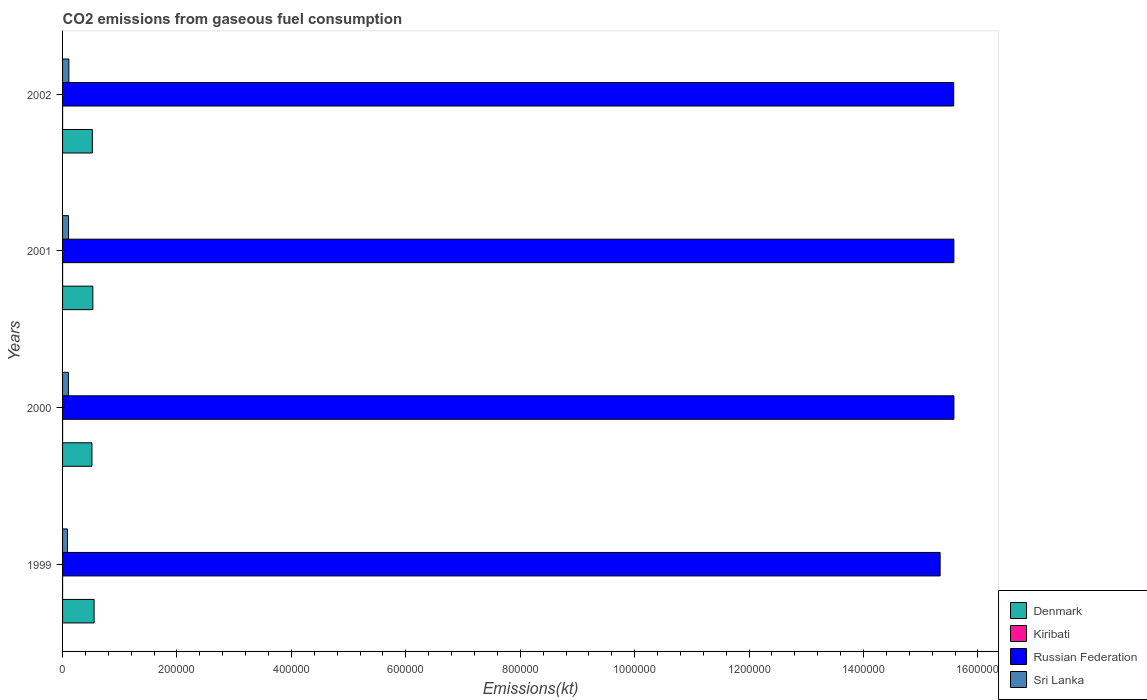 CO2 emissions from gaseous fuel consumption
2002
2001
2000
1999
Years
0
200000
400000
600000
800000
1000000
1200000
1400000
1600000
Emissions(kt)
Denmark
Kiribati
Russian Federation
Sri Lanka